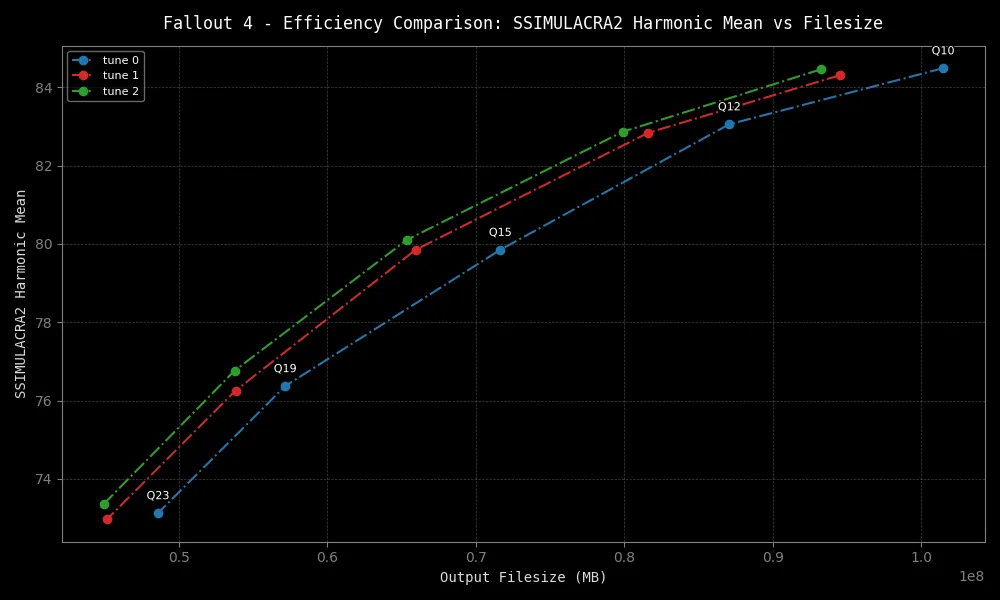 Fallout 4 - Efficiency Comparison: SSIMULACRA2 Harmonic Mean vs Filesize
tune 0
tune 1
tune 2
Q10
Q12
Q15
Q19
Q23
SSIMULACRA2 Harmonic Mean
84
82
80
78
76
74
0.5 0.6 0.7 0.8 0.9 1.0
1e8
Output Filesize (MB)